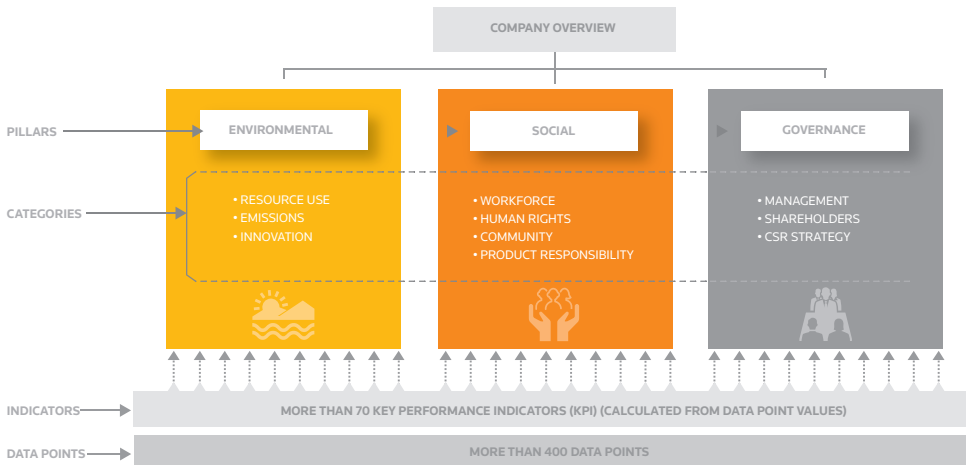 COMPANY OVERVIEW
PILLARS
ENVIRONMENTAL
SOCIAL
GOVERNANCE
CATEGORIES
• RESOURCE USE
• EMISSIONS
• INNOVATION
• WORKFORCE
• HUMAN RIGHTS
• COMMUNITY
• PRODUCT RESPONSIBILITY
• MANAGEMENT
• SHAREHOLDERS
• CSR STRATEGY
INDICATORS
MORE THAN 70 KEY PERFORMANCE INDICATORS (KPI) (CALCULATED FROM DATA POINT VALUES)
DATA POINTS
MORE THAN 400 DATA POINTS